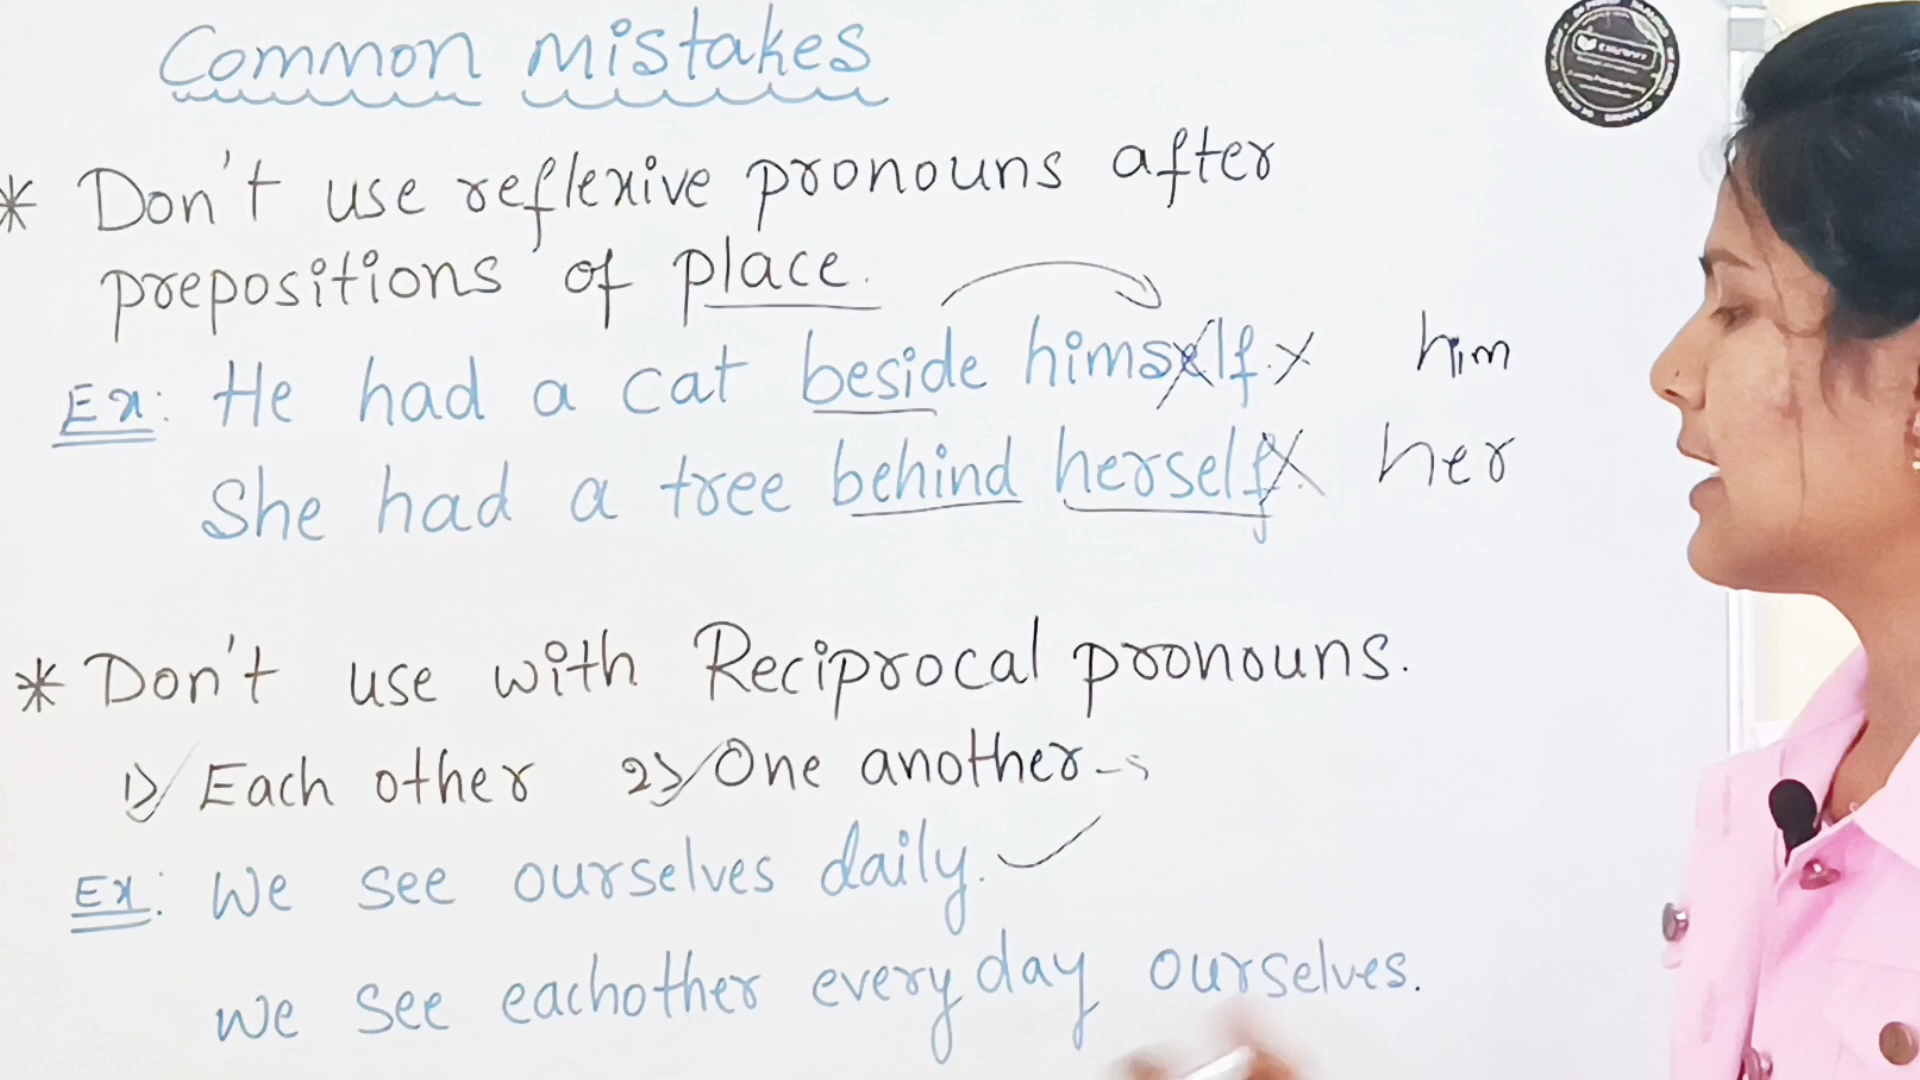 Common mistakes
* Don't use reflexive pronouns after
prepositions of place.
Ex: He had a cat beside himself. x him
She had a tree behind herself x her
* Don't use with Reciprocal pronouns.
1) Each other 2) One another
Ex: We see ourselves daily. ✓
we see eachother everyday ourselves.